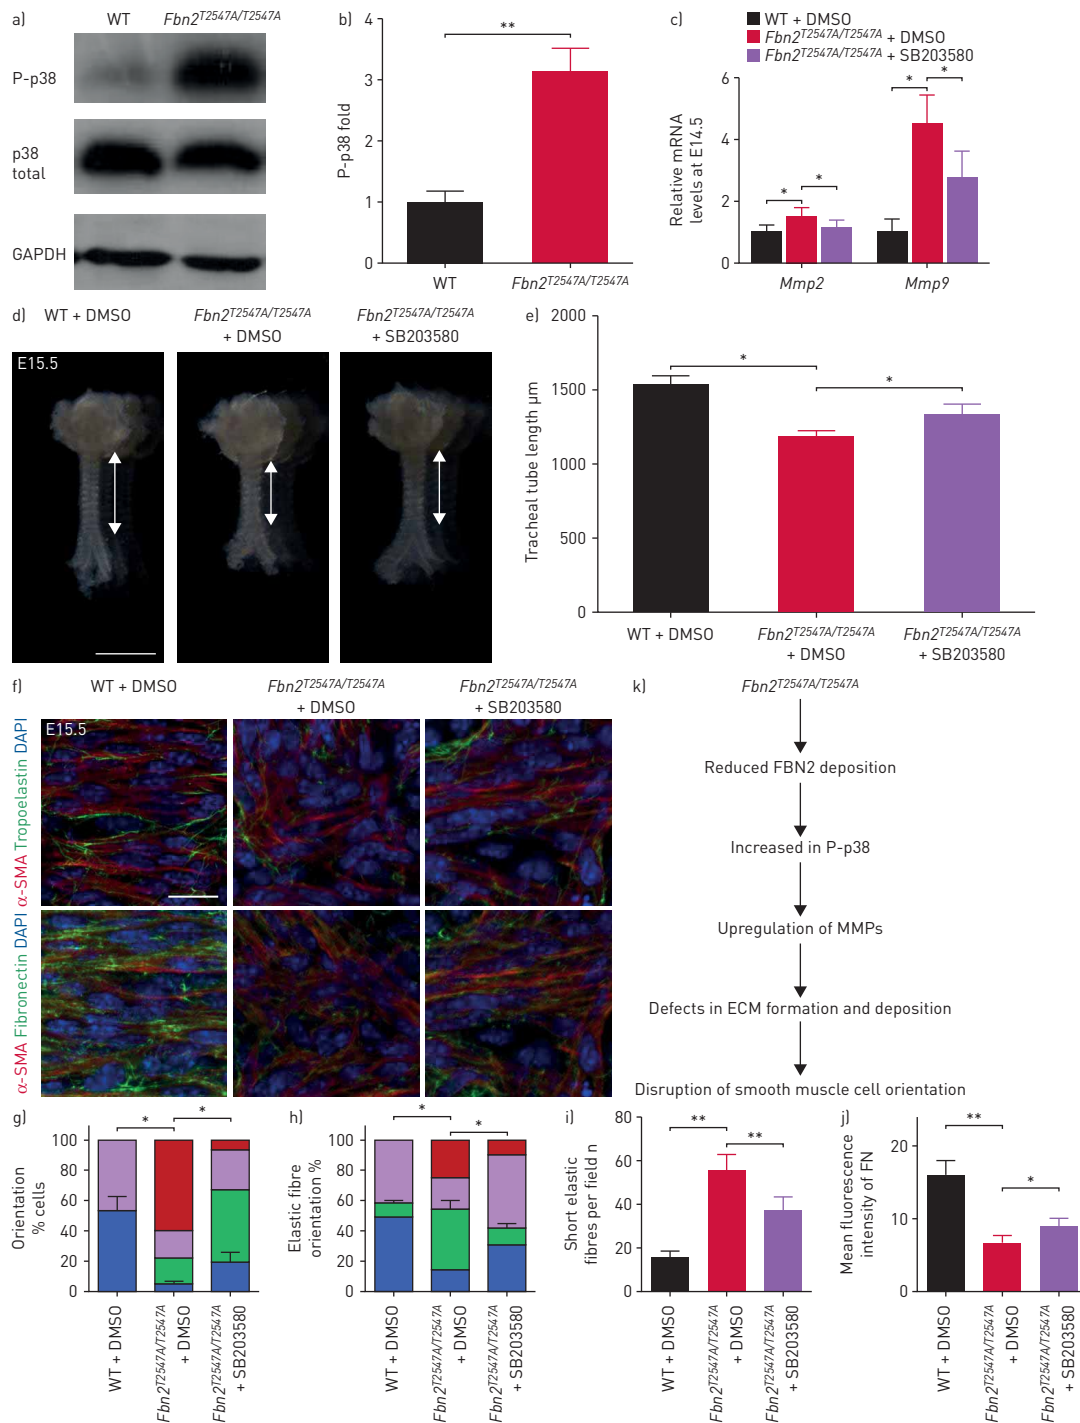 a)
WT
Fbn2T2547A/T2547A
P-p38
p38
total
GAPDH
b)
P-p38 fold
4
3
2
1
0
**
WT
Fbn2T2547A/T2547A
c)
WT + DMSO
Fbn2T2547A/T2547A + DMSO
Fbn2T2547A/T2547A + SB203580
Relative mRNA
levels at E14.5
6
4
2
0
*
*
*
*
Mmp2
Mmp9
d)
WT + DMSO
Fbn2T2547A/T2547A
+ DMSO
Fbn2T2547A/T2547A
+ SB203580
E15.5
e)
Tracheal tube length µm
2000
1500
1000
500
0
*
*
WT + DMSO
Fbn2T2547A/T2547A
+ DMSO
Fbn2T2547A/T2547A
+ SB203580
f)
WT + DMSO
Fbn2T2547A/T2547A
+ DMSO
Fbn2T2547A/T2547A
+ SB203580
E15.5
α-SMA Tropoelastin DAPI
α-SMA Fibronectin DAPI
k)
Fbn2T2547A/T2547A
Reduced FBN2 deposition
Increased in P-p38
Upregulation of MMPs
Defects in ECM formation and deposition
Disruption of smooth muscle cell orientation
g)
Orientation
% cells
100
80
60
40
20
0
*
*
WT + DMSO
Fbn2T2547A/T2547A
+ DMSO
Fbn2T2547A/T2547A
+ SB203580
h)
Elastic fibre
orientation %
100
80
60
40
20
0
*
*
WT + DMSO
Fbn2T2547A/T2547A
+ DMSO
Fbn2T2547A/T2547A
+ SB203580
i)
Short elastic
fibres per field n
80
60
40
20
0
**
**
WT + DMSO
Fbn2T2547A/T2547A
+ DMSO
Fbn2T2547A/T2547A
+ SB203580
j)
Mean fluorescence
intensity of FN
20
10
0
**
*
WT + DMSO
Fbn2T2547A/T2547A
+ DMSO
Fbn2T2547A/T2547A
+ SB203580